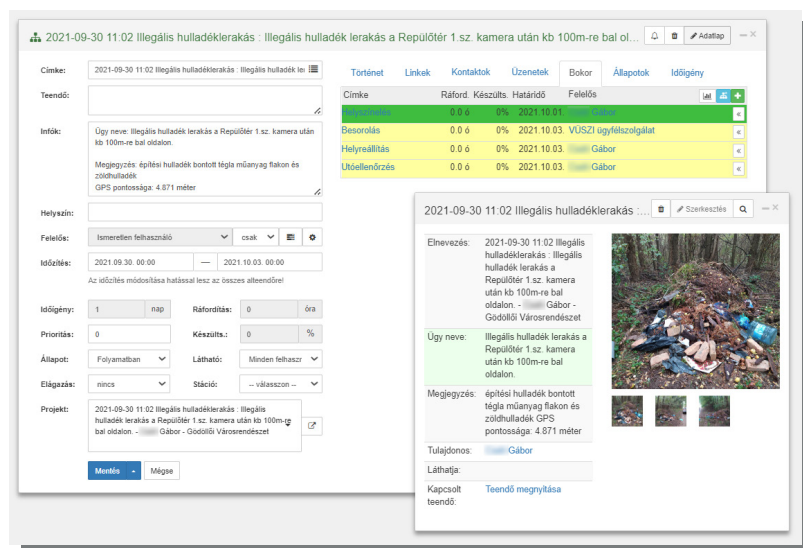 2021-09-30 11:02 Illegális hulladéklerakás : Illegális hulladék lerakás a Repülőtér 1.sz. kamera után kb 100m-re bal ol...
Adatlap
Címke:
2021-09-30 11:02 Illegális hulladéklerakás : Illegális hulladék ler
Teendő:
Infók:
Ügy neve: Illegális hulladék lerakás a Repülőtér 1.sz. kamera után
kb 100m-re bal oldalon.
Megjegyzés: építési hulladék bontott tégla műanyag flakon és
zöldhulladék
GPS pontossága: 4.871 méter
Helyszín:
Felelős: Ismeretlen felhasználó csak
Időzítés: 2021.09.30. 00:00 — 2021.10.03. 00:00
Az időzítés módosítása hatással lesz az összes alteendőre!
Időigény: 1 nap Ráfordítás: 0 óra
Prioritás: 0 Készülts.: 0 %
Állapot: Folyamatban Látható: Minden felhasz
Elágazás: nincs Stáció: -- válasszon --
Projekt:
2021-09-30 11:02 Illegális hulladéklerakás : Illegális
hulladék lerakás a Repülőtér 1.sz. kamera után kb 100m-re
bal oldalon. - Gábor - Gödöllői Városrendészet
Mentés Mégse
Történet Linkek Kontaktok Üzenetek Bokor Állapotok Időigény
Címke Ráford. Készülts. Határidő Felelős
Helyszínelés 0.0 ó 0% 2021.10.01. Gábor
Besorolás 0.0 ó 0% 2021.10.03. VÜSZI ügyfélszolgálat
Helyreállítás 0.0 ó 0% 2021.10.03. Gábor
Utóellenőrzés 0.0 ó 0% 2021.10.03. Gábor
2021-09-30 11:02 Illegális hulladéklerakás :...
Szerkesztés
Elnevezés:
2021-09-30 11:02 Illegális
hulladéklerakás : Illegális
hulladék lerakás a
Repülőtér 1.sz. kamera
után kb 100m-re bal
oldalon. - Gábor -
Gödöllői Városrendészet
Ügy neve:
Illegális hulladék lerakás a
Repülőtér 1.sz. kamera
után kb 100m-re bal
oldalon.
Megjegyzés:
építési hulladék bontott
tégla műanyag flakon és
zöldhulladék GPS
pontossága: 4.871 méter
Tulajdonos: Gábor
Láthatja:
Kapcsolt
teendő:
Teendő megnyitása